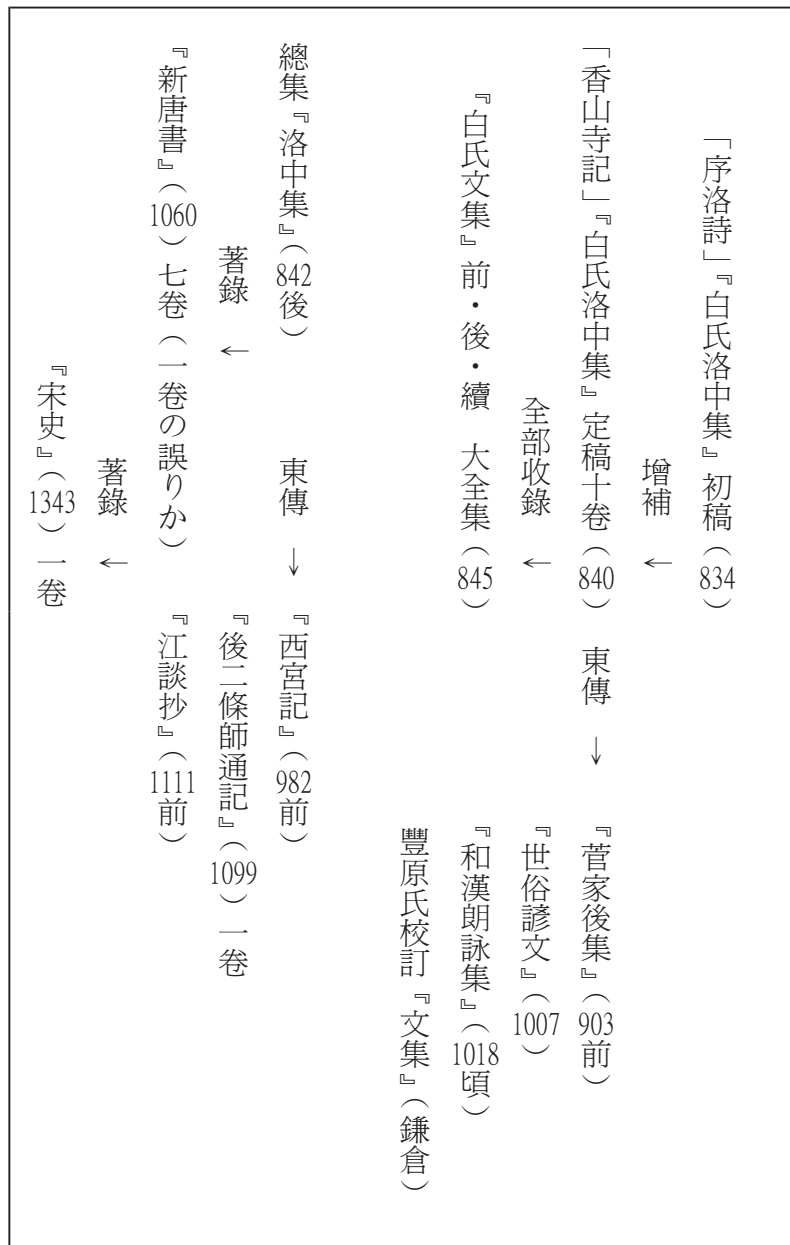 「序洛詩」『白氏洛中集』初稿（834）
增補
←
「香山寺記」『白氏洛中集』定稿十卷（840） 東傳 → 『菅家後集』（903前）
『世俗諺文』（1007）
全部收錄
←
『白氏文集』前・後・續 大全集（845）
『和漢朗詠集』（1018頃）
豐原氏校訂『文集』（鎌倉）
總集『洛中集』（842後） 東傳 → 『西宮記』（982前）
著錄
←
『後二條師通記』（1099）一卷
『新唐書』（1060）七卷（一卷の誤りか）
『江談抄』（1111前）
著錄
←
『宋史』（1343）一卷